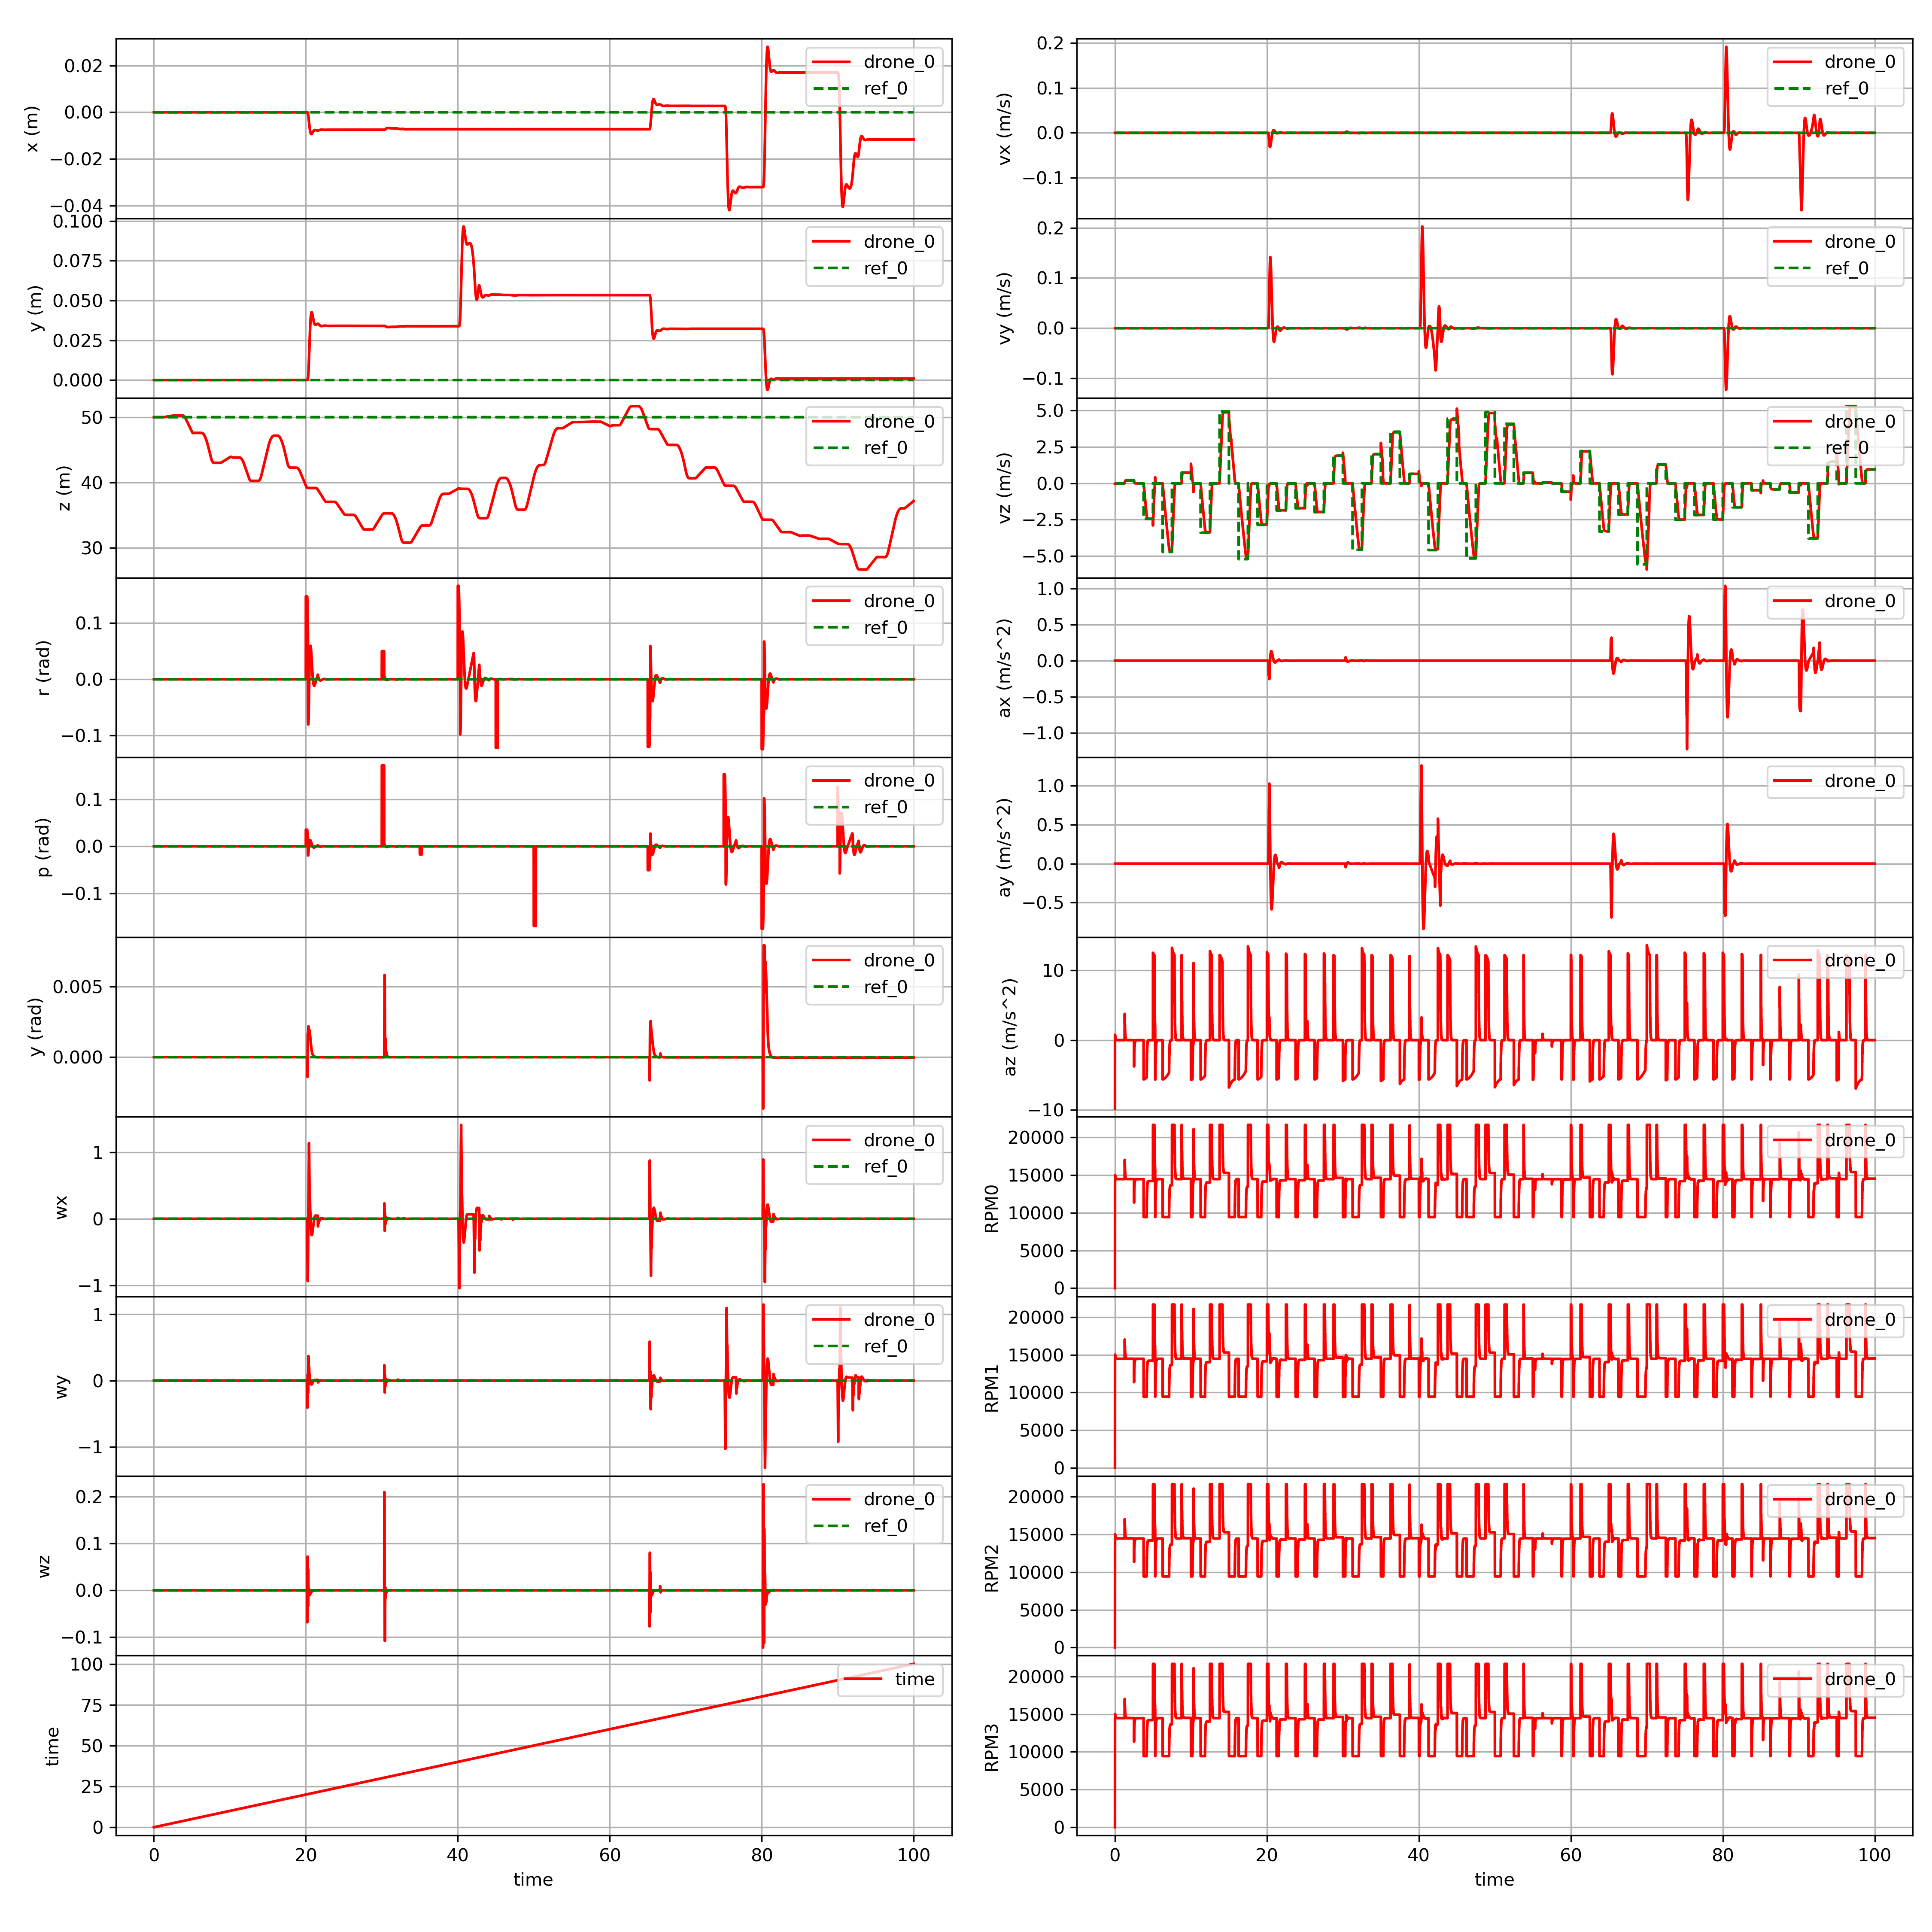 x (m)
0.02
0.00
−0.02
−0.04
drone_0
ref_0
y (m)
0.100
0.075
0.050
0.025
0.000
drone_0
ref_0
z (m)
50
40
30
drone_0
ref_0
r (rad)
0.1
0.0
−0.1
drone_0
ref_0
p (rad)
0.1
0.0
−0.1
drone_0
ref_0
y (rad)
0.005
0.000
drone_0
ref_0
wx
1
0
−1
drone_0
ref_0
wy
1
0
−1
drone_0
ref_0
wz
0.2
0.1
0.0
−0.1
drone_0
ref_0
time
100
75
50
25
0
time
0 20 40 60 80 100
time
vx (m/s)
0.2
0.1
0.0
−0.1
drone_0
ref_0
vy (m/s)
0.2
0.1
0.0
−0.1
drone_0
ref_0
vz (m/s)
5.0
2.5
0.0
−2.5
−5.0
drone_0
ref_0
ax (m/s^2)
1.0
0.5
0.0
−0.5
−1.0
drone_0
ay (m/s^2)
1.0
0.5
0.0
−0.5
drone_0
az (m/s^2)
10
0
−10
drone_0
RPM0
20000
15000
10000
5000
0
drone_0
RPM1
20000
15000
10000
5000
0
drone_0
RPM2
20000
15000
10000
5000
0
drone_0
RPM3
20000
15000
10000
5000
0
drone_0
0 20 40 60 80 100
time